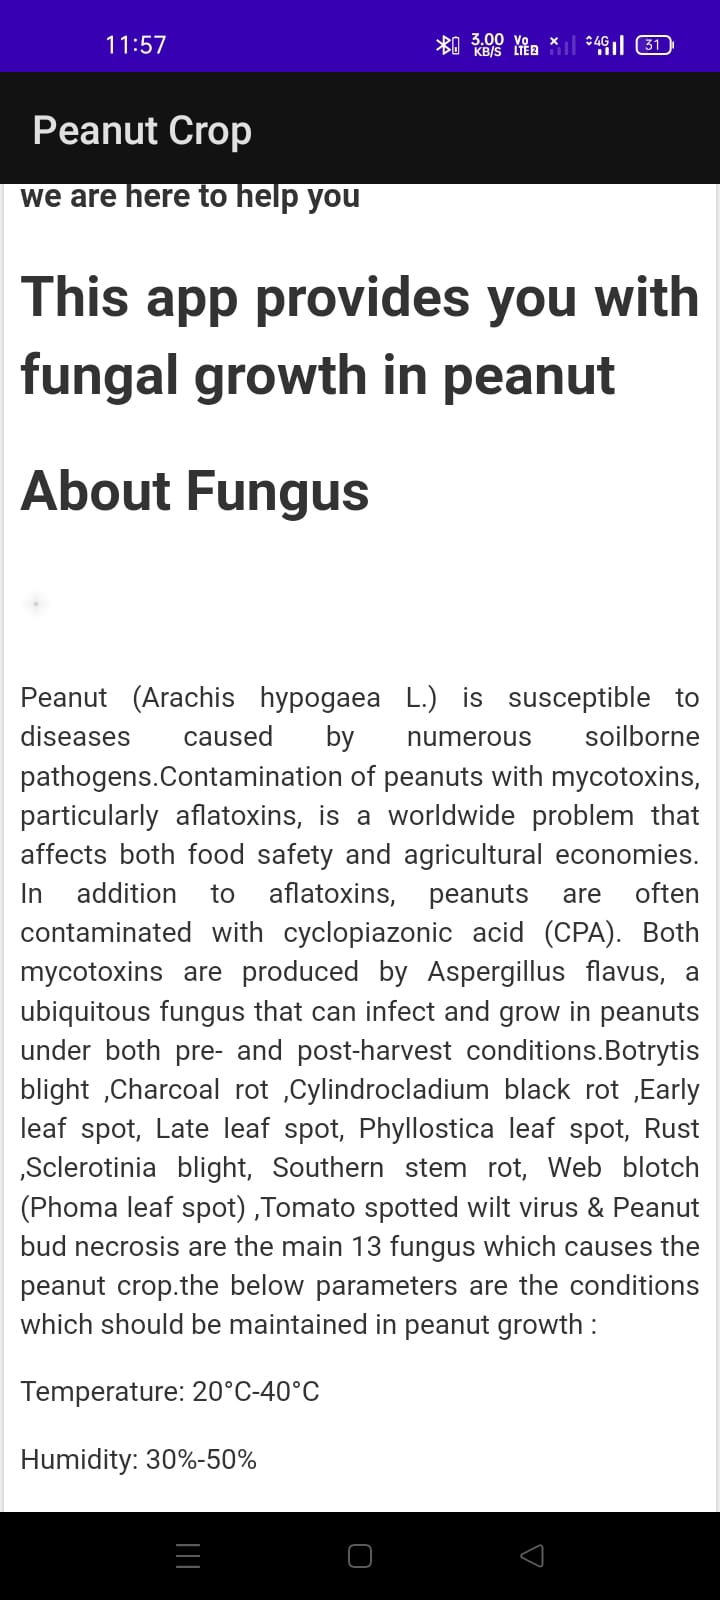 11:57
3.00 KB/S
Vo LTE 2
4G
31
Peanut Crop
we are here to help you
This app provides you with
fungal growth in peanut
About Fungus
Peanut (Arachis hypogaea L.) is susceptible to
diseases caused by numerous soilborne
pathogens.Contamination of peanuts with mycotoxins,
particularly aflatoxins, is a worldwide problem that
affects both food safety and agricultural economies.
In addition to aflatoxins, peanuts are often
contaminated with cyclopiazonic acid (CPA). Both
mycotoxins are produced by Aspergillus flavus, a
ubiquitous fungus that can infect and grow in peanuts
under both pre- and post-harvest conditions.Botrytis
blight ,Charcoal rot ,Cylindrocladium black rot ,Early
leaf spot, Late leaf spot, Phyllostica leaf spot, Rust
,Sclerotinia blight, Southern stem rot, Web blotch
(Phoma leaf spot) ,Tomato spotted wilt virus & Peanut
bud necrosis are the main 13 fungus which causes the
peanut crop.the below parameters are the conditions
which should be maintained in peanut growth :
Temperature: 20°C-40°C
Humidity: 30%-50%